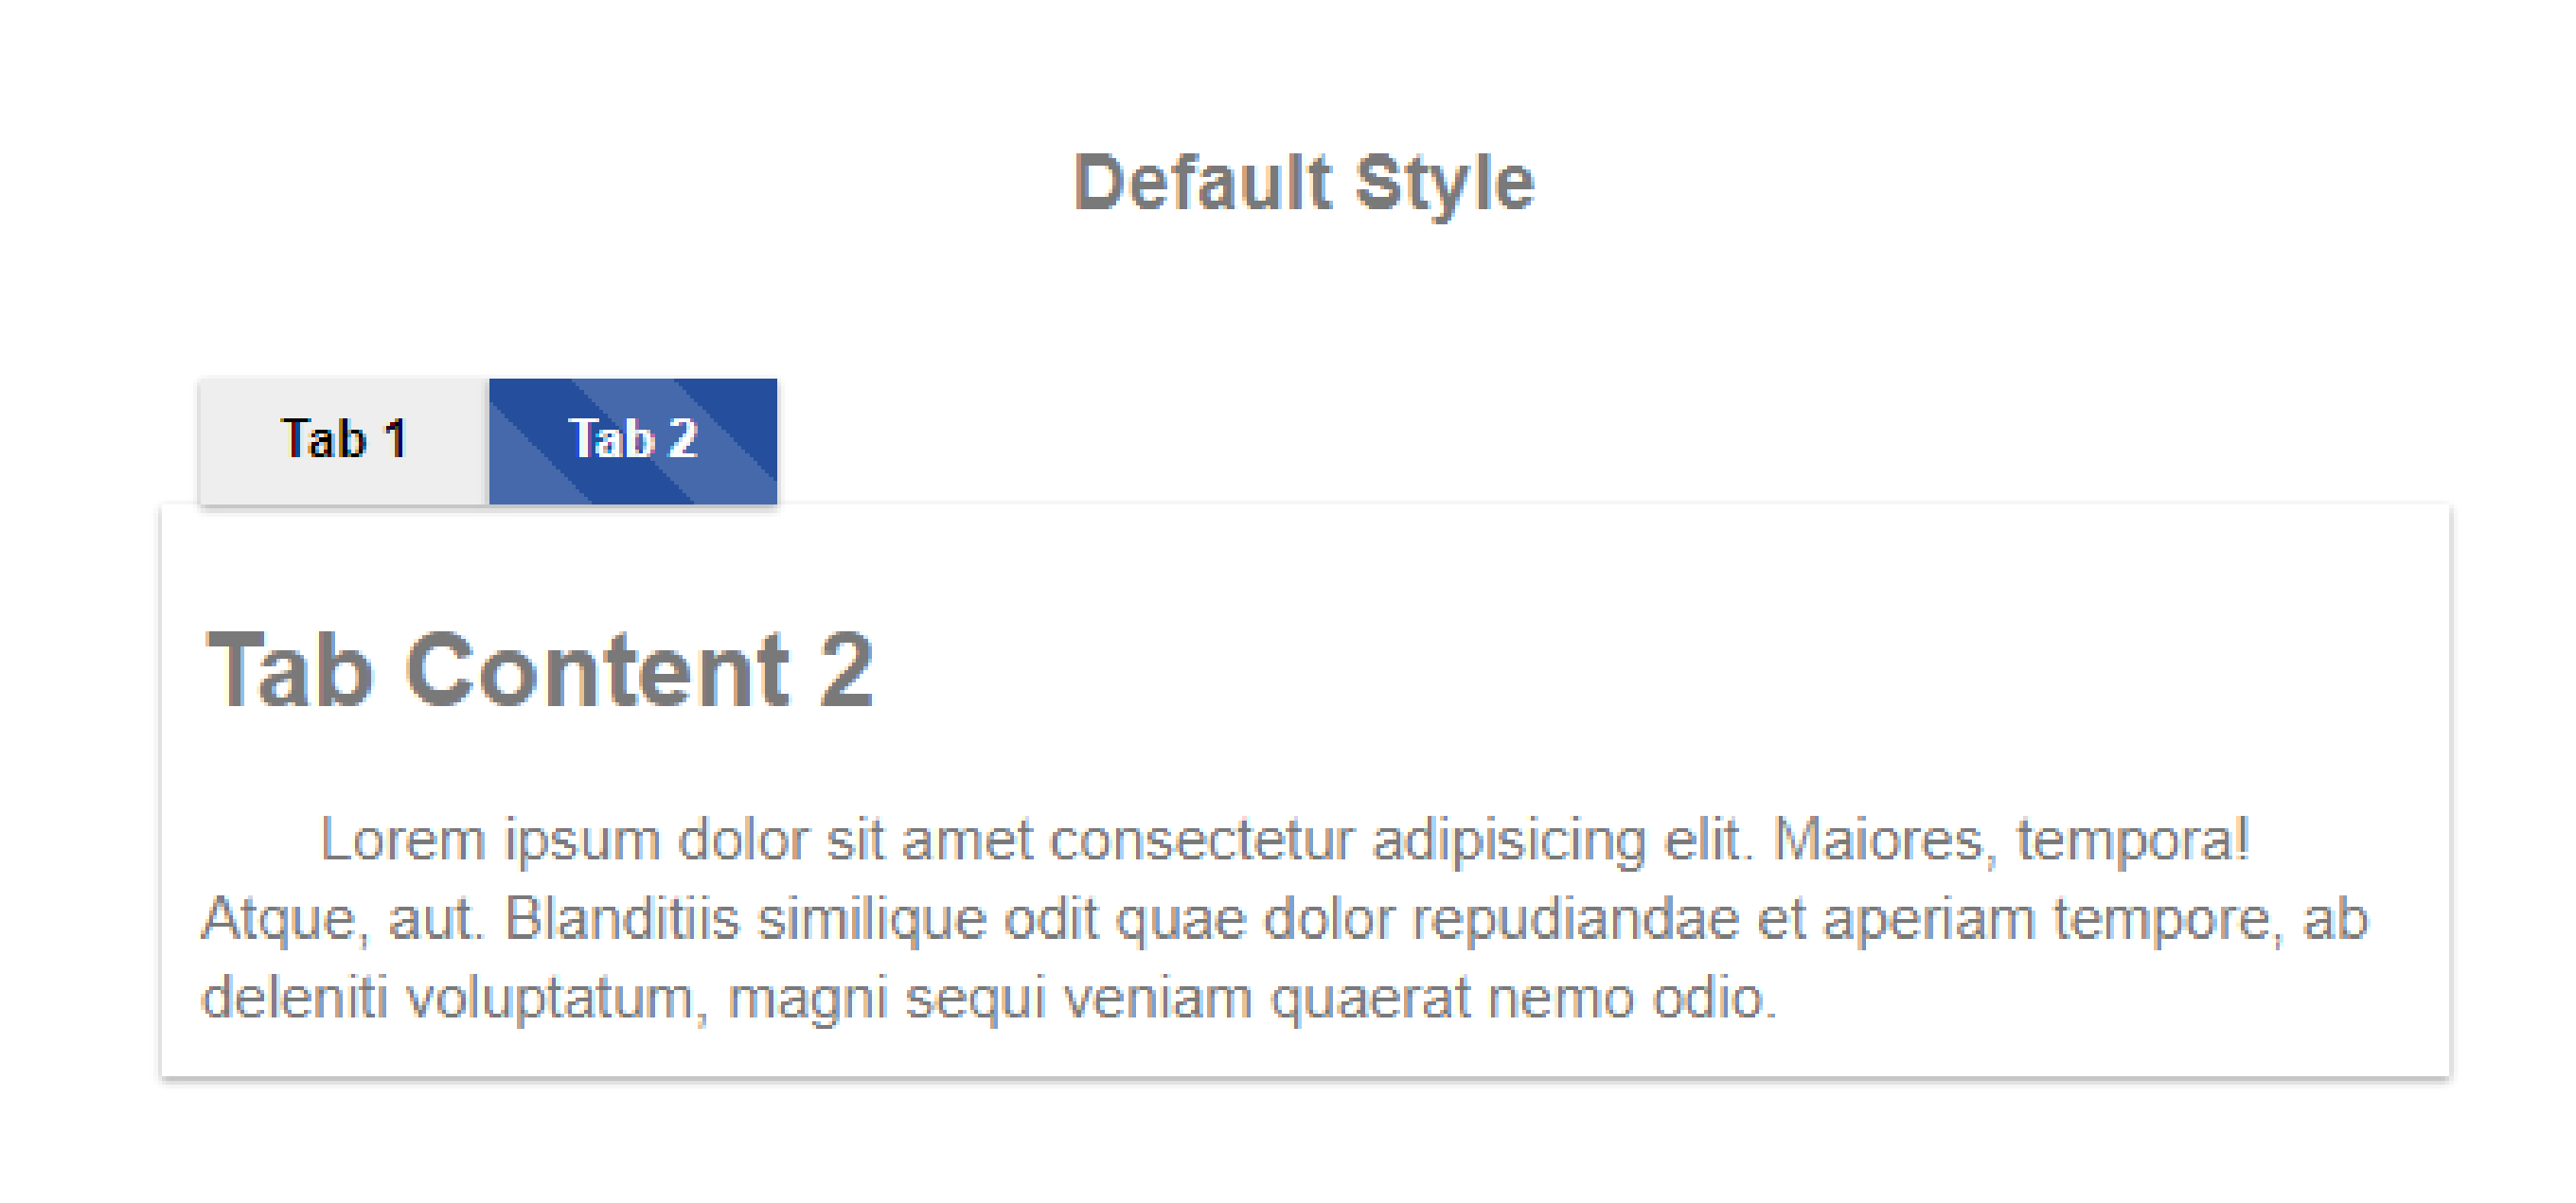 Default Style
Tab 1 Tab 2
Tab Content 2
Lorem ipsum dolor sit amet consectetur adipisicing elit. Maiores, tempora!
Atque, aut. Blanditiis similique odit quae dolor repudiandae et aperiam tempore, ab
deleniti voluptatum, magni sequi veniam quaerat nemo odio.